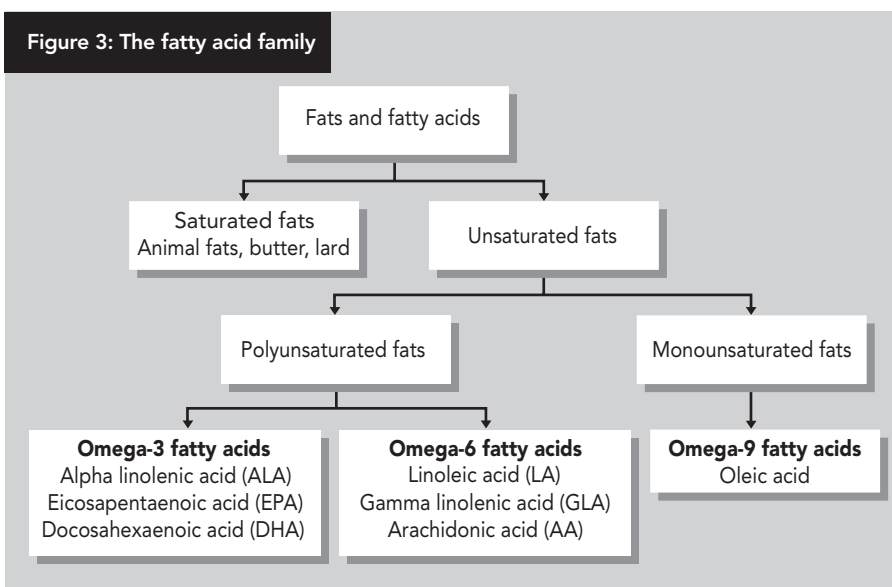 Figure 3: The fatty acid family
Fats and fatty acids
Saturated fats
Animal fats, butter, lard
Unsaturated fats
Polyunsaturated fats
Monounsaturated fats
Omega-3 fatty acids
Alpha linolenic acid (ALA)
Eicosapentaenoic acid (EPA)
Docosahexaenoic acid (DHA)
Omega-6 fatty acids
Linoleic acid (LA)
Gamma linolenic acid (GLA)
Arachidonic acid (AA)
Omega-9 fatty acids
Oleic acid